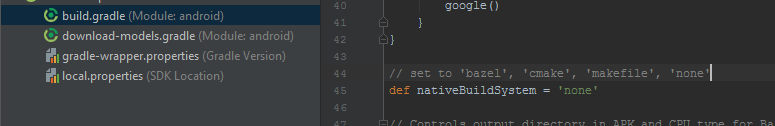 build.gradle (Module: android)
download-models.gradle (Module: android)
gradle-wrapper.properties (Gradle Version)
local.properties (SDK Location)
40 google()
41 }
42 }
43
44 // set to 'bazel', 'cmake', 'makefile', 'none'
45 def nativeBuildSystem = 'none'
46
47 // Controls output directory in APK and CPU type for Ba